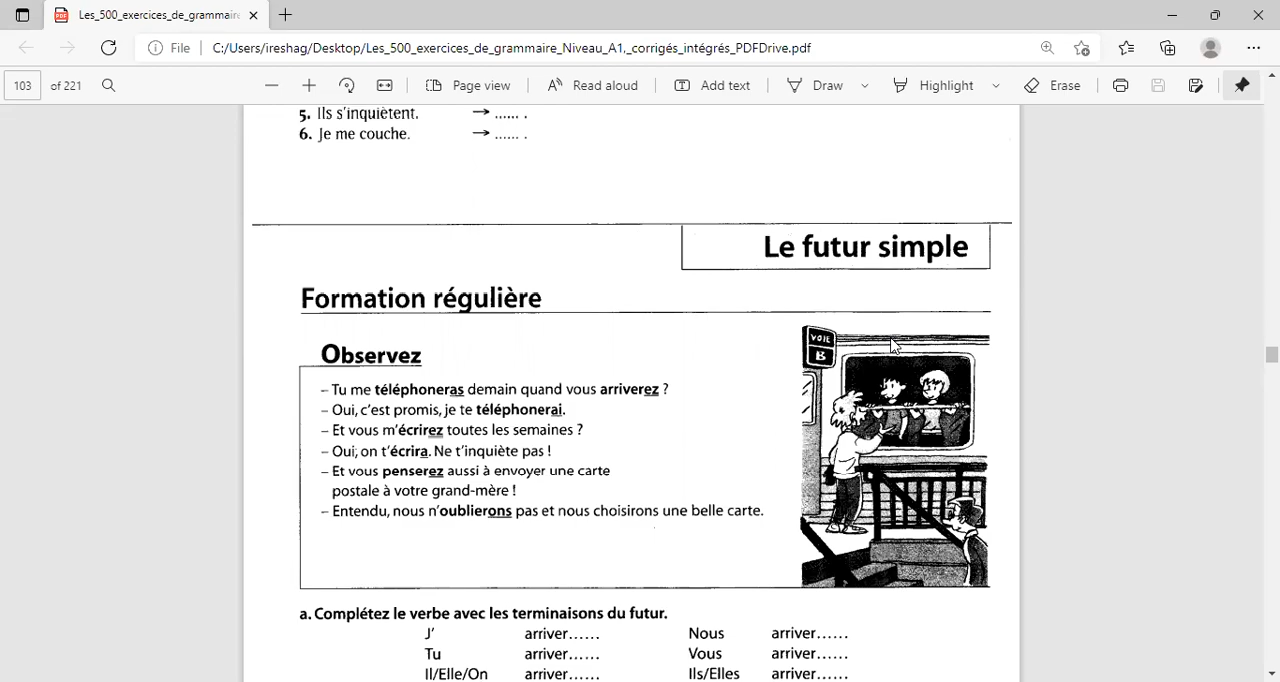 Les_500_exercices_de_grammaire
File
C:/Users/ireshag/Desktop/Les_500_exercices_de_grammaire_Niveau_A1._corrigés_intégrés_PDFDrive.pdf
103 of 221
Page view
Read aloud
Add text
Draw
Highlight
Erase
5. Ils s'inquiètent. → ...... .
6. Je me couche. → ...... .
Le futur simple
Formation régulière
Observez
– Tu me téléphoneras demain quand vous arriverez ?
– Oui, c'est promis, je te téléphonerai.
– Et vous m'écrirez toutes les semaines ?
– Oui, on t'écrira. Ne t'inquiète pas !
– Et vous penserez aussi à envoyer une carte
postale à votre grand-mère !
– Entendu, nous n'oublierons pas et nous choisirons une belle carte.
VOIE
B
a. Complétez le verbe avec les terminaisons du futur.
J' arriver...... Nous arriver......
Tu arriver...... Vous arriver......
Il/Elle/On arriver...... Ils/Elles arriver......